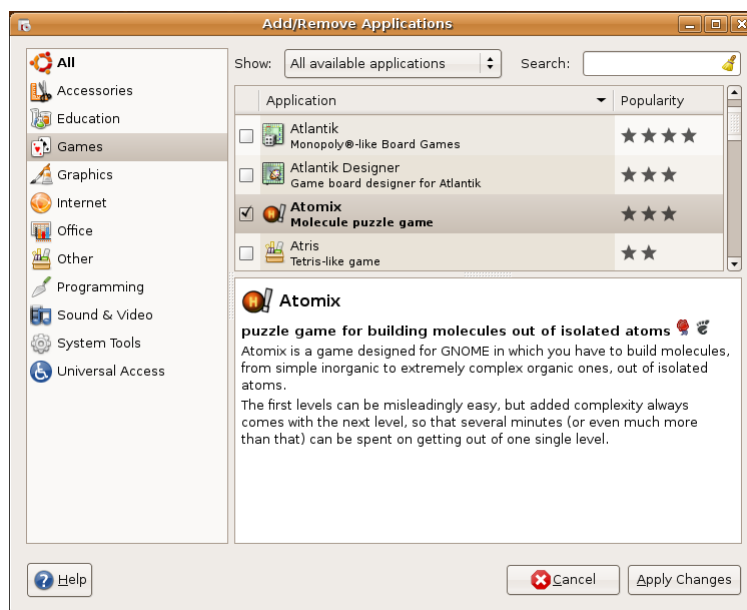 Add/Remove Applications
All
Accessories
Education
Games
Graphics
Internet
Office
Other
Programming
Sound & Video
System Tools
Universal Access
Show: All available applications Search:
Application Popularity
Atlantik
Monopoly®-like Board Games
Atlantik Designer
Game board designer for Atlantik
Atomix
Molecule puzzle game
Atris
Tetris-like game
Atomix
puzzle game for building molecules out of isolated atoms
Atomix is a game designed for GNOME in which you have to build molecules,
from simple inorganic to extremely complex organic ones, out of isolated
atoms.
The first levels can be misleadingly easy, but added complexity always
comes with the next level, so that several minutes (or even much more
than that) can be spent on getting out of one single level.
Help Cancel Apply Changes